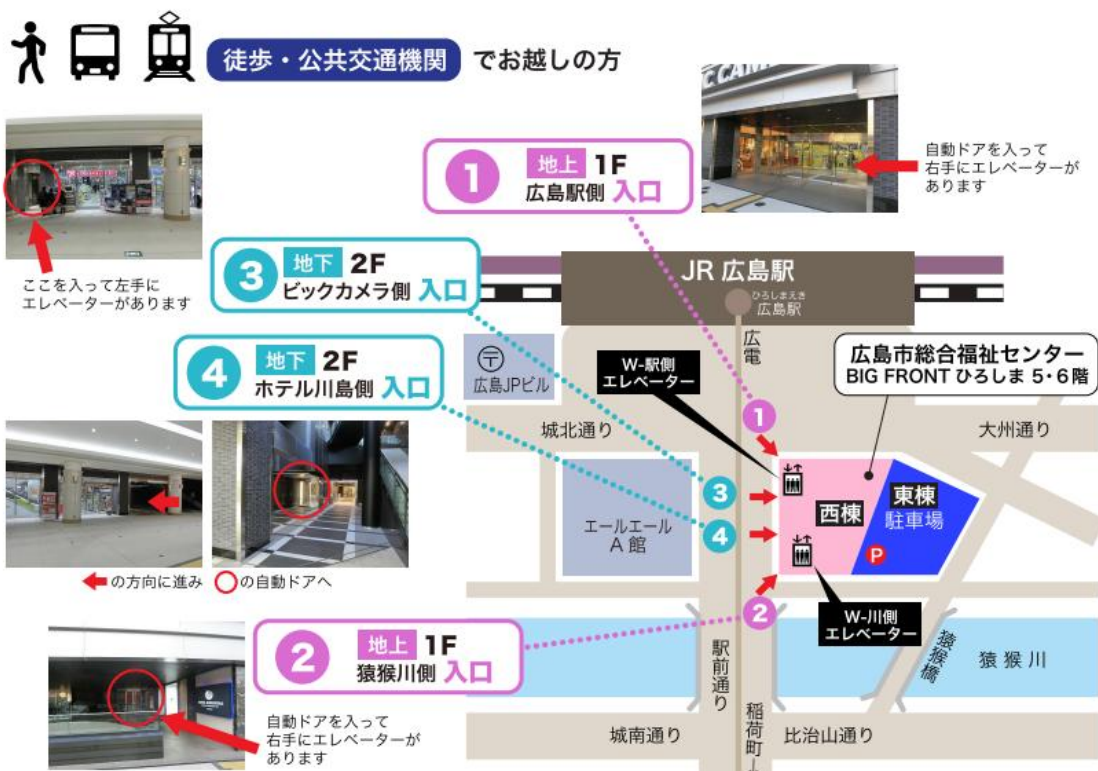 徒歩・公共交通機関 でお越しの方
C CAM
自動ドアを入って
右手にエレベーターが
あります
1
地上 1F
広島駅側 入口
ここを入って左手に
エレベーターがあります
3
地下 2F
ビックカメラ側 入口
4
地下 2F
ホテル川島側 入口
JR 広島駅
ひろしまえき
広島駅
広電
〒
広島JPビル
W-駅側
エレベーター
広島市総合福祉センター
BIG FRONT ひろしま 5・6階
1
城北通り
大州通り
3
4
エールエール
A 館
西棟
東棟
駐車場
P
の方向に進み
の自動ドアへ
2
W-川側
エレベーター
2
地上 1F
猿猴川側 入口
駅前通り
猿猴橋
猿猴川
自動ドアを入って
右手にエレベーターが
あります
城南通り
稲荷町
比治山通り